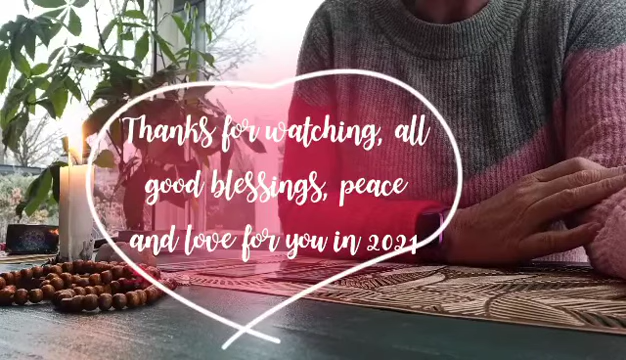 Thanks for watching, all
good blessings, peace
and love for you in 2021